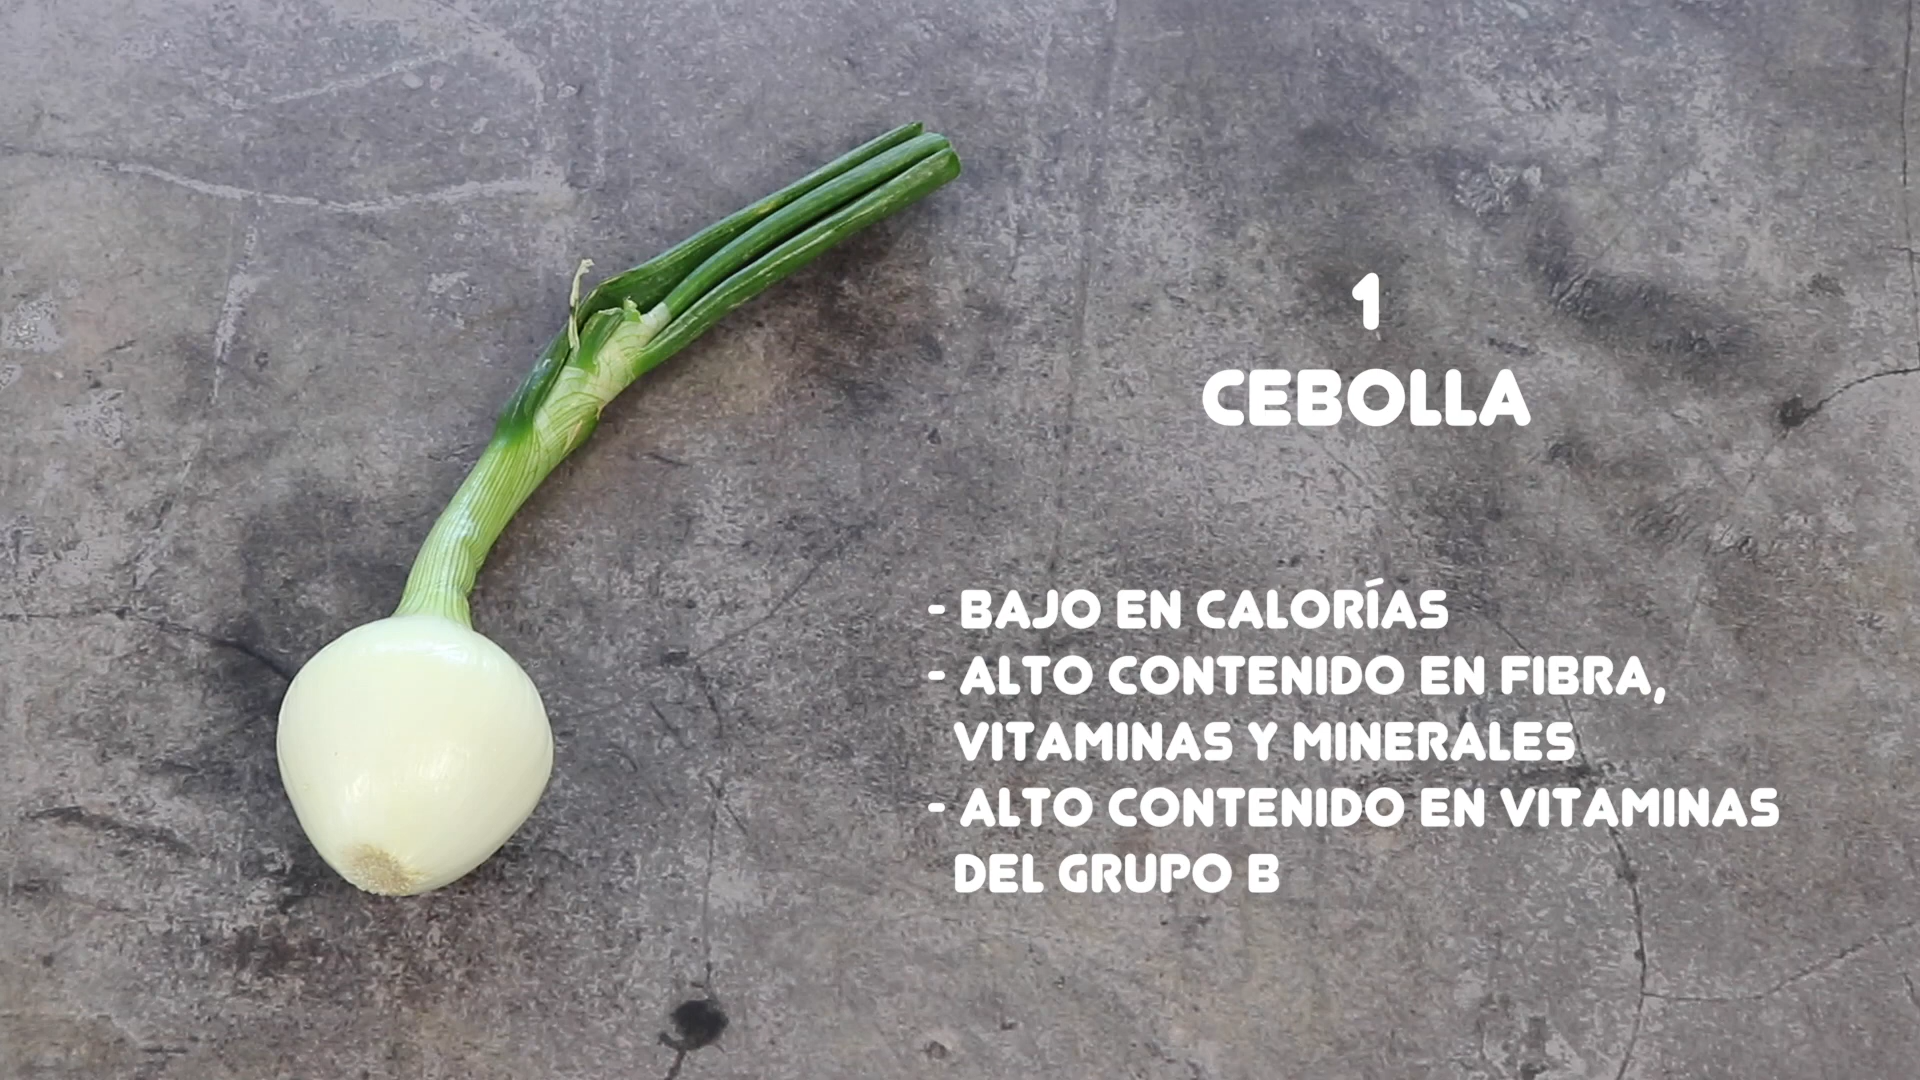 1
CEBOLLA
- BAJO EN CALORÍAS
- ALTO CONTENIDO EN FIBRA,
VITAMINAS Y MINERALES
- ALTO CONTENIDO EN VITAMINAS
DEL GRUPO B